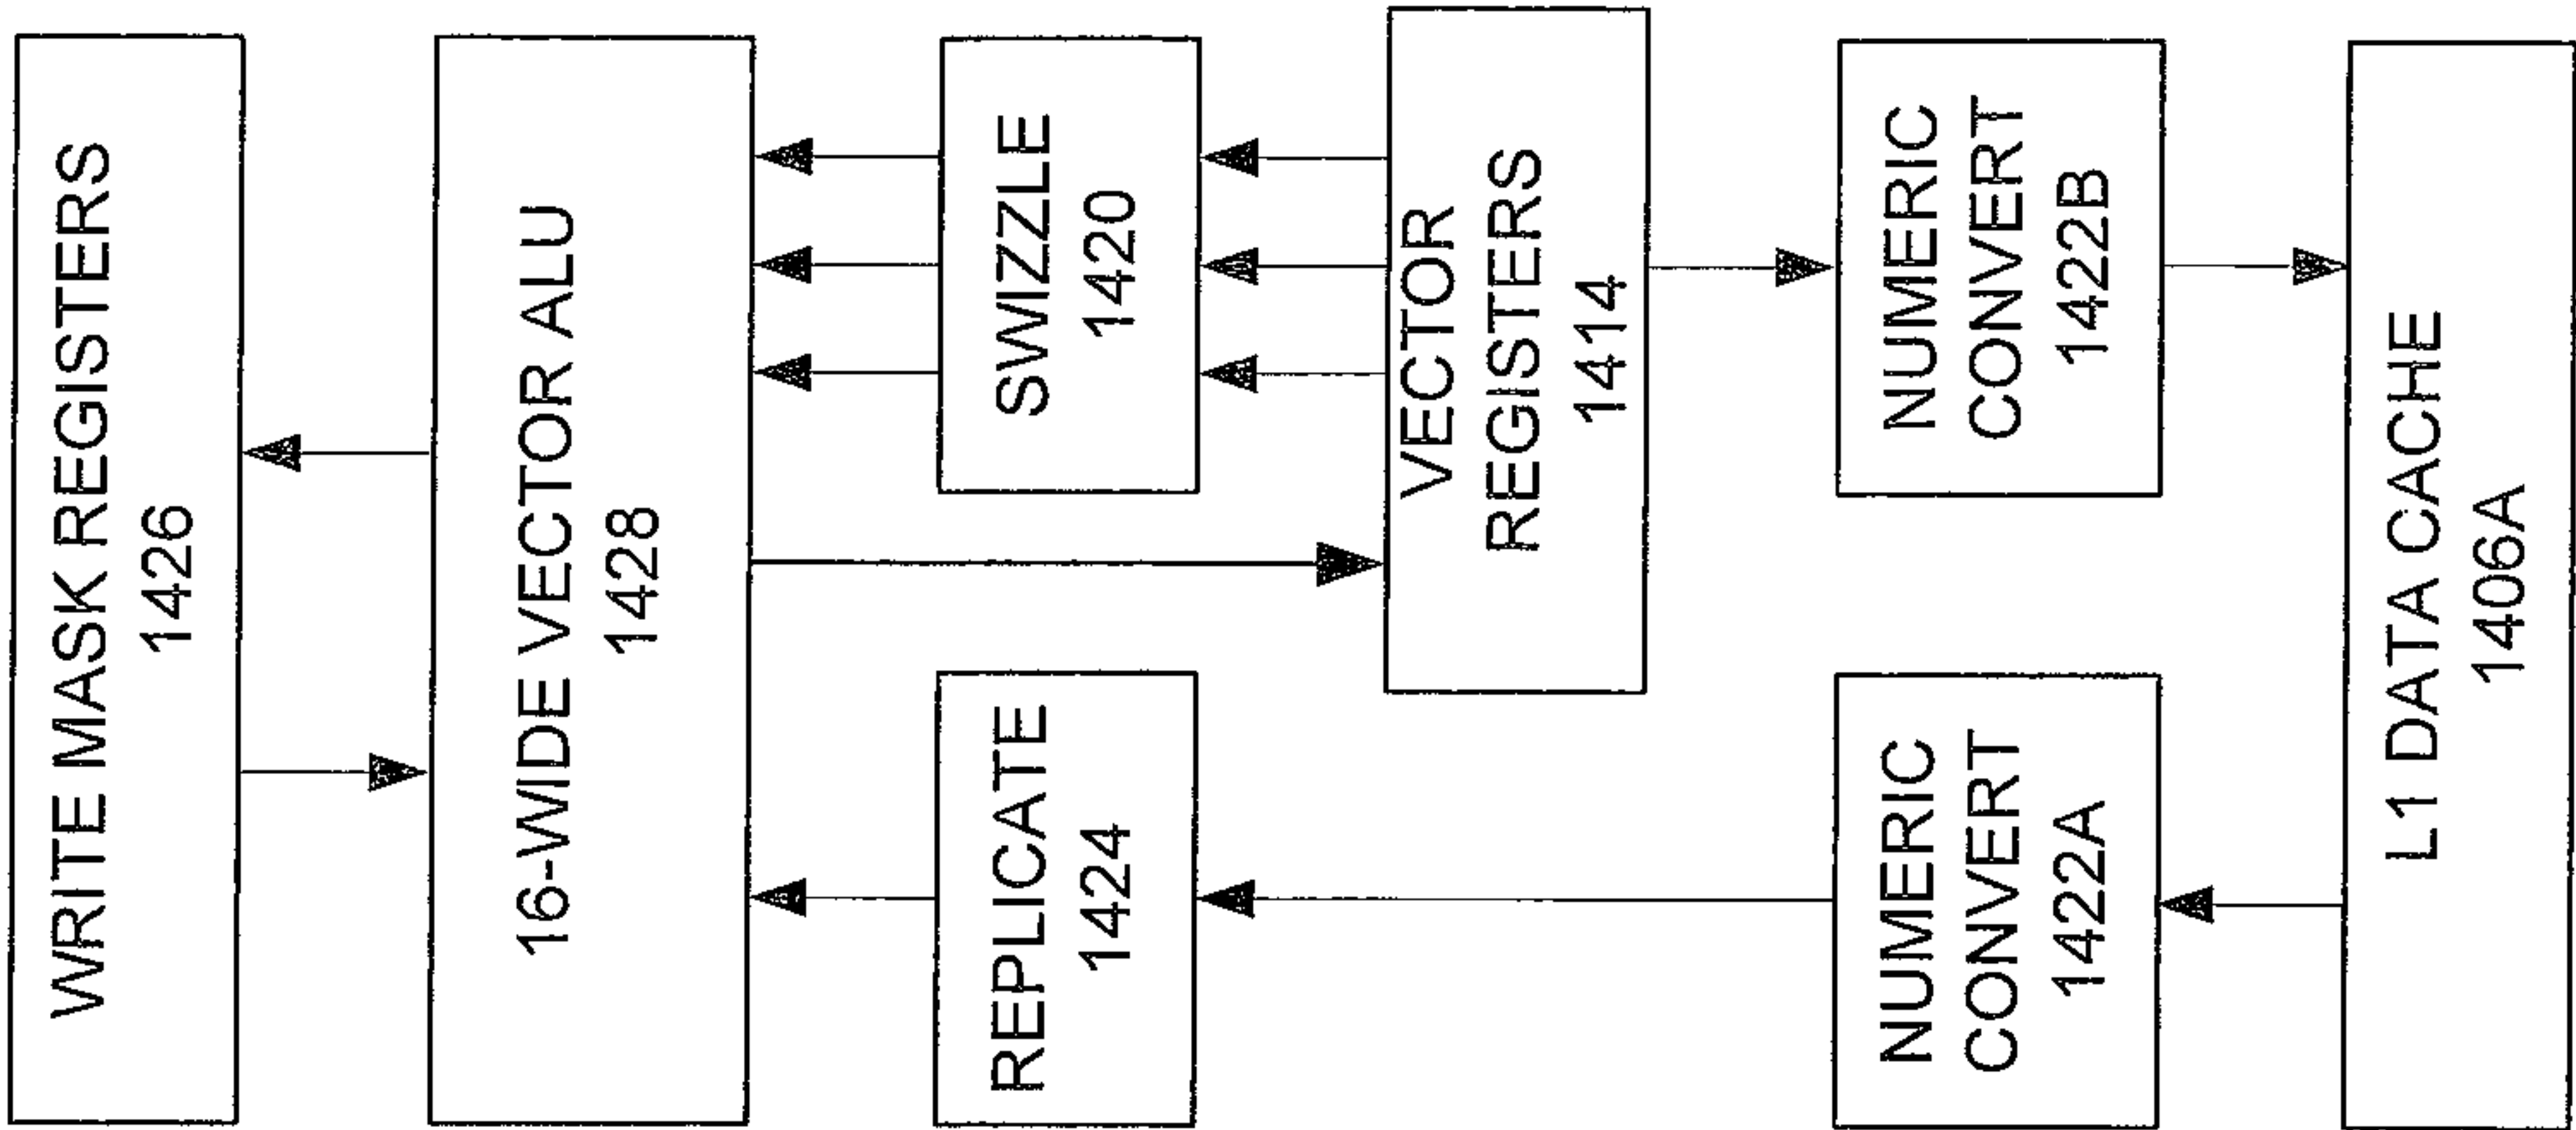 WRITE MASK REGISTERS
1426
16-WIDE VECTOR ALU
1428
REPLICATE
1424
SWIZZLE
1420
VECTOR
REGISTERS
1414
NUMERIC
CONVERT
1422A
NUMERIC
CONVERT
1422B
L1 DATA CACHE
1406A